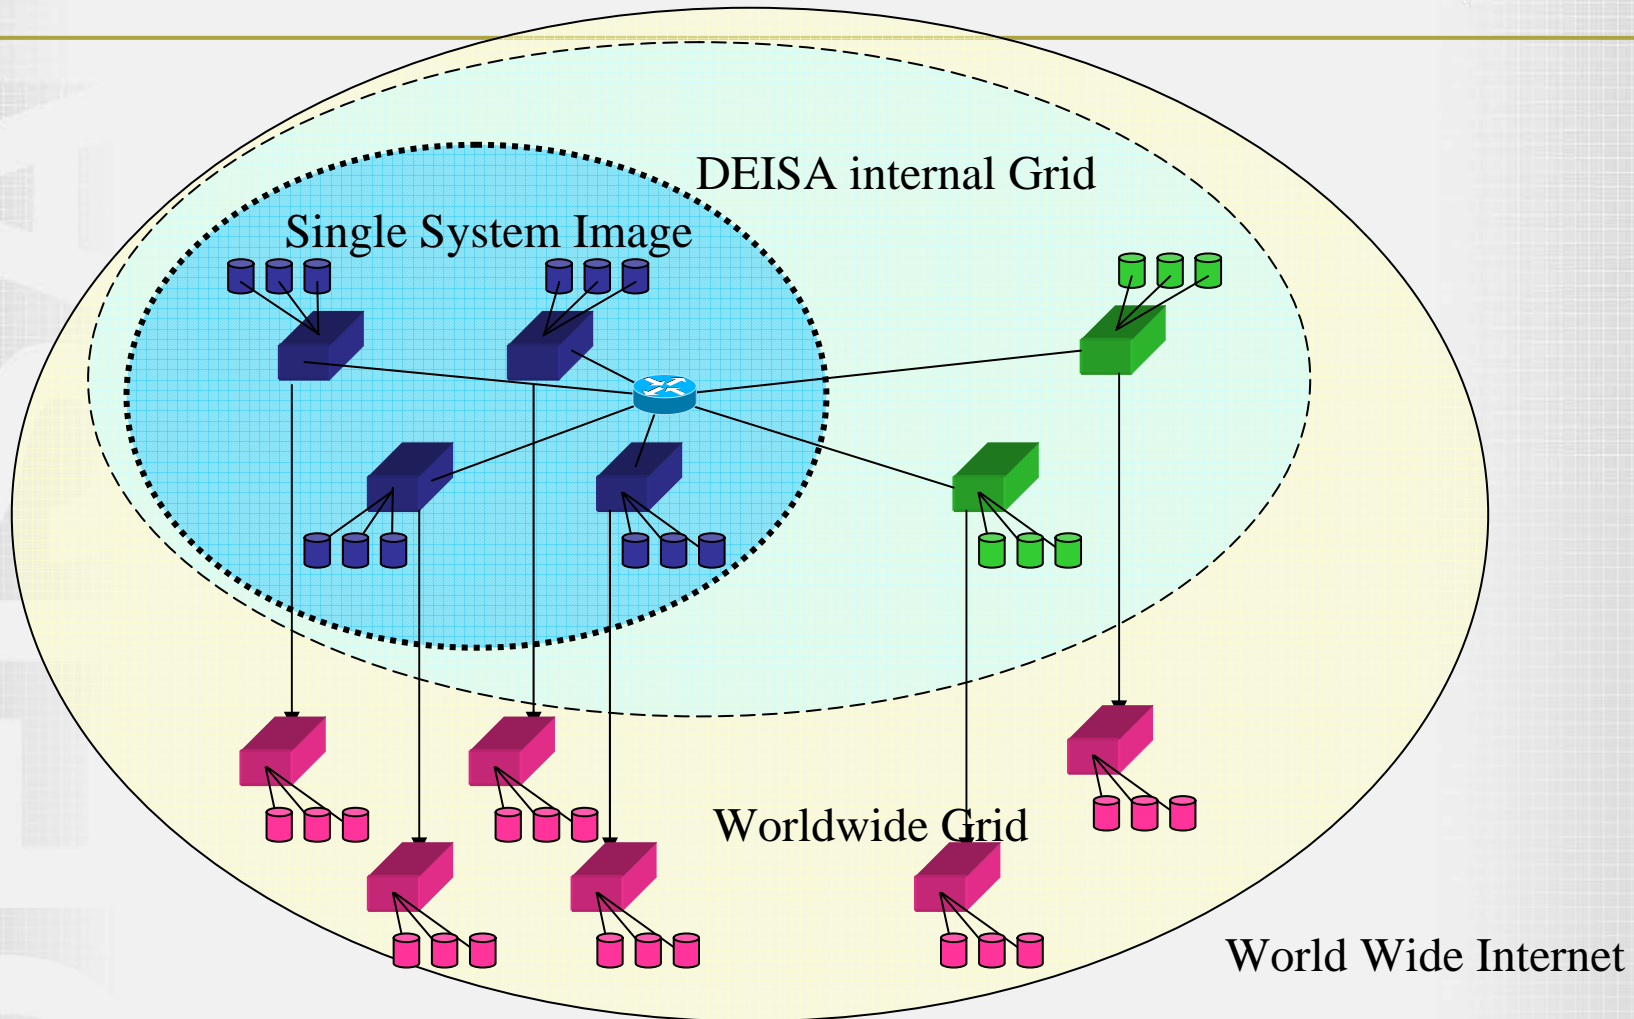 DEISA internal Grid
Single System Image
Worldwide Grid
World Wide Internet